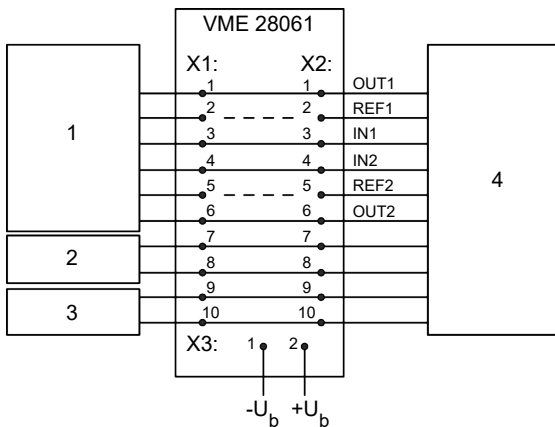 VME 28061
X1: X2:
1 1 OUT1
2 2 REF1
3 3 IN1
1
4 4 IN2
4
5 5 REF2
6 6 OUT2
7 7
2
8 8
9 9
3
10 10
X3: 1 2
-Ub +Ub